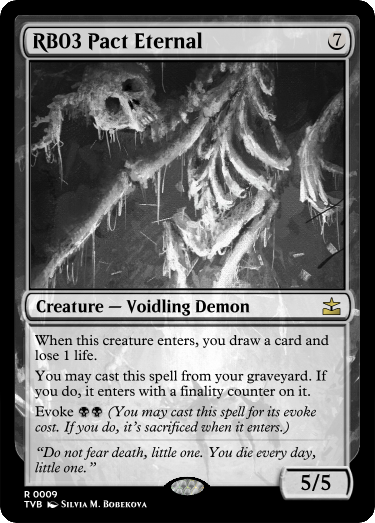 RB03 Pact Eternal
7
Creature — Voidling Demon
When this creature enters, you draw a card and
lose 1 life.
You may cast this spell from your graveyard. If
you do, it enters with a finality counter on it.
Evoke (You may cast this spell for its evoke
cost. If you do, it's sacrificed when it enters.)
“Do not fear death, little one. You die every day,
little one.”
5/5
R 0009
TVB Silvia M. Bobekova